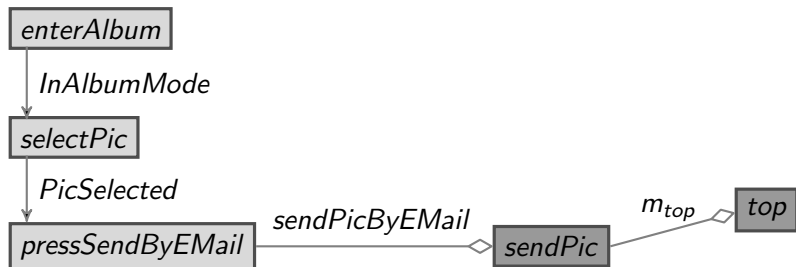 enterAlbum
InAlbumMode
selectPic
PicSelected
pressSendByEMail
sendPicByEMail
sendPic
m_top
top